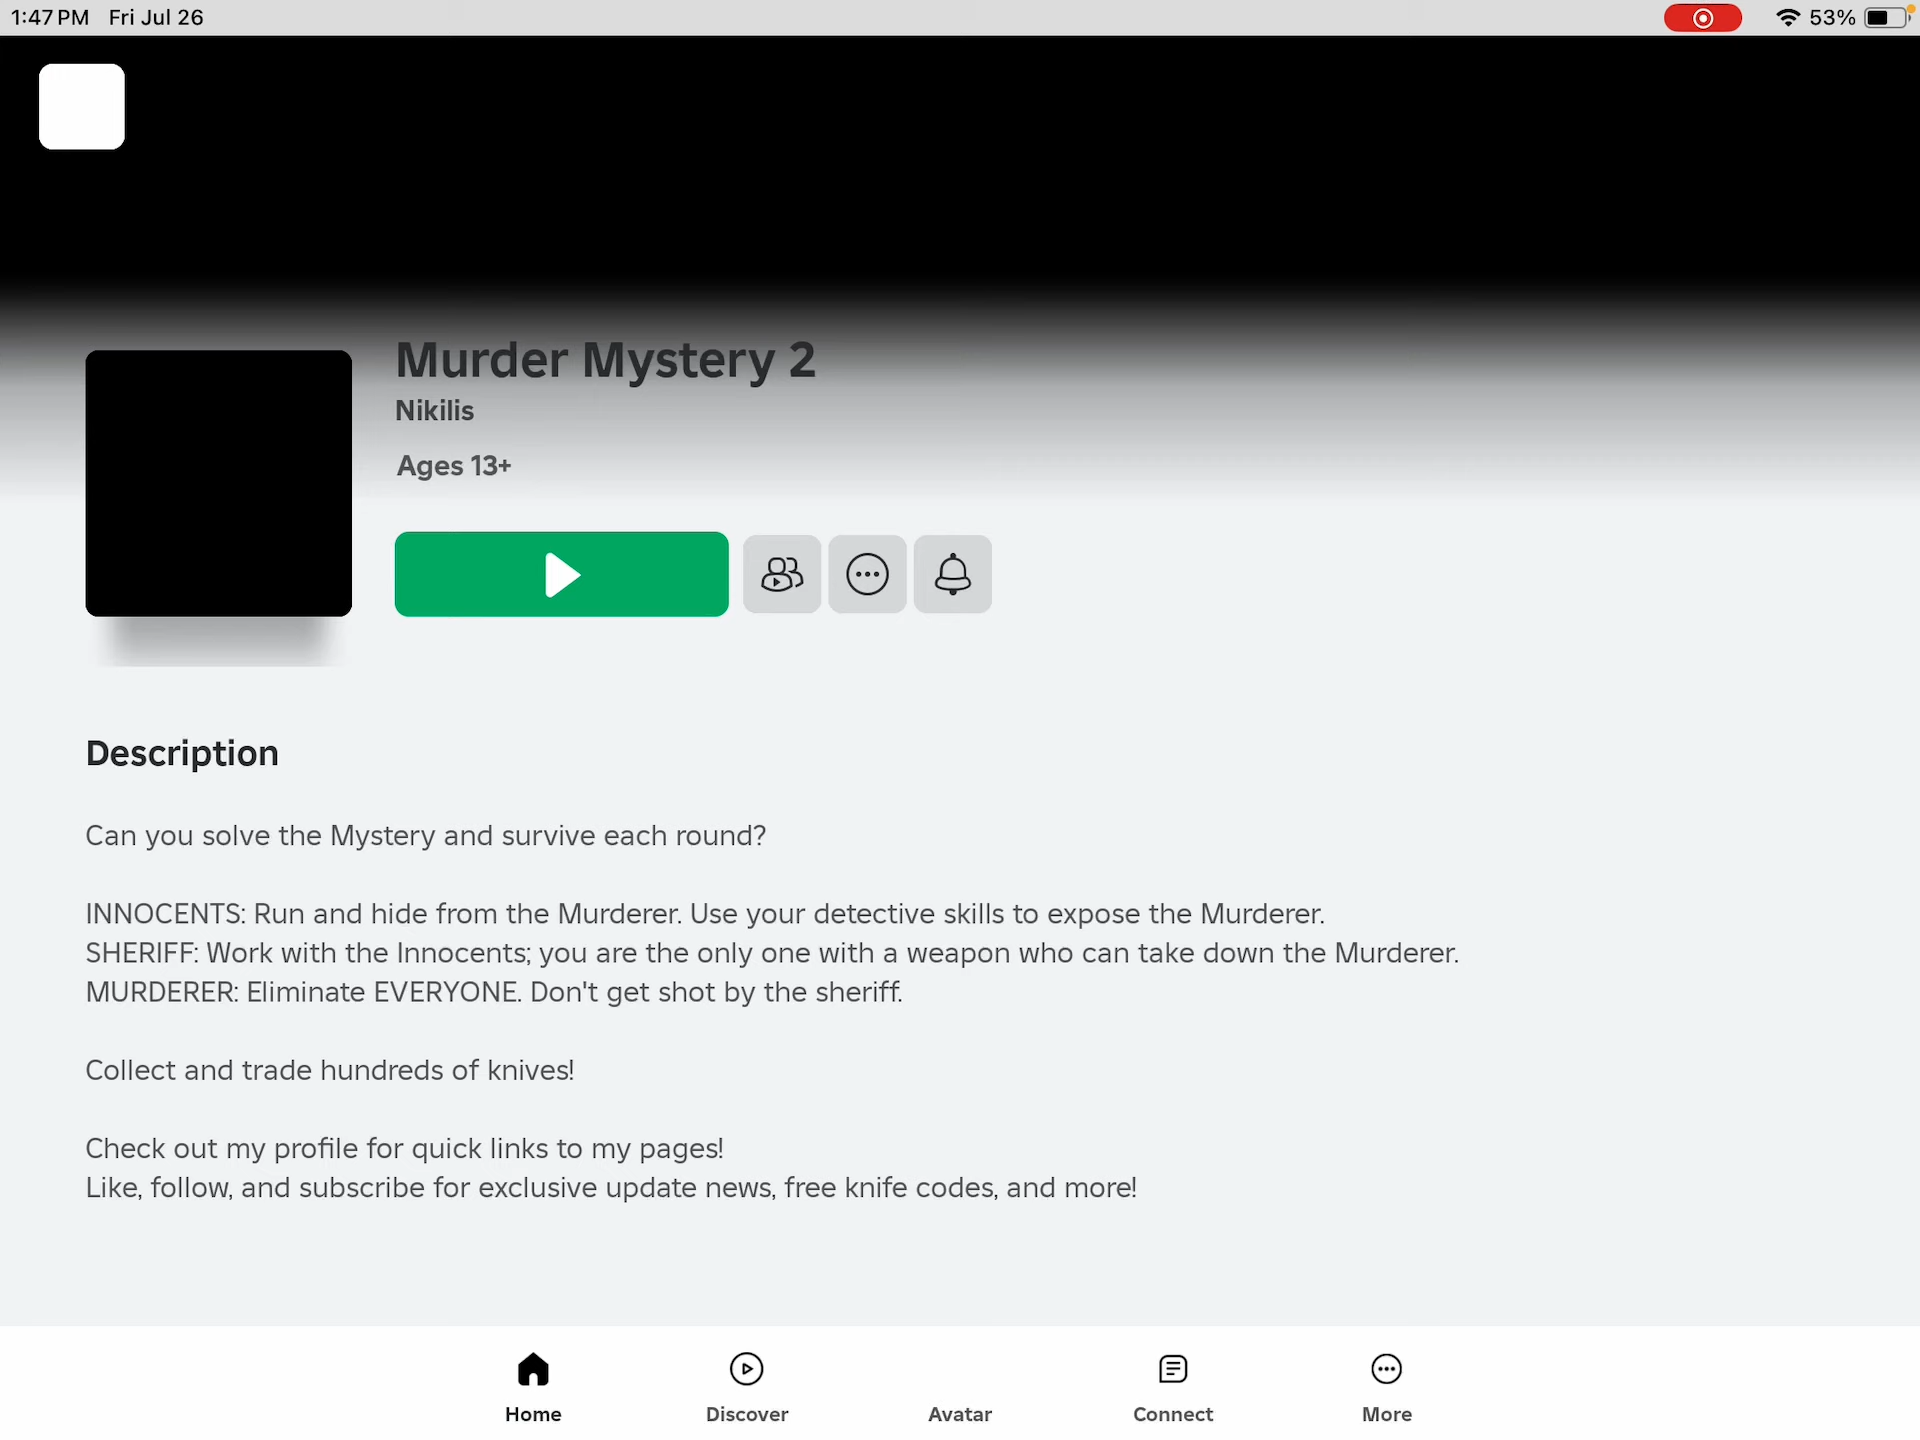 1:47 PM Fri Jul 26
53%
Murder Mystery 2
Nikilis
Ages 13+
Description
Can you solve the Mystery and survive each round?
INNOCENTS: Run and hide from the Murderer. Use your detective skills to expose the Murderer.
SHERIFF: Work with the Innocents; you are the only one with a weapon who can take down the Murderer.
MURDERER: Eliminate EVERYONE. Don't get shot by the sheriff.
Collect and trade hundreds of knives!
Check out my profile for quick links to my pages!
Like, follow, and subscribe for exclusive update news, free knife codes, and more!
Home
Discover
Avatar
Connect
More